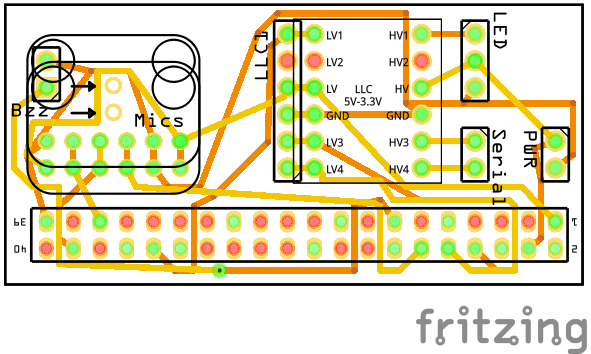 LED
LLC1
LV1
HV1
LV2
HV2
LV
HV
LLC
5V-3.3V
Bzz
Mics
GND
GND
LV3
HV3
LV4
HV4
Serial
PWR
39
1
40
2
fritzing